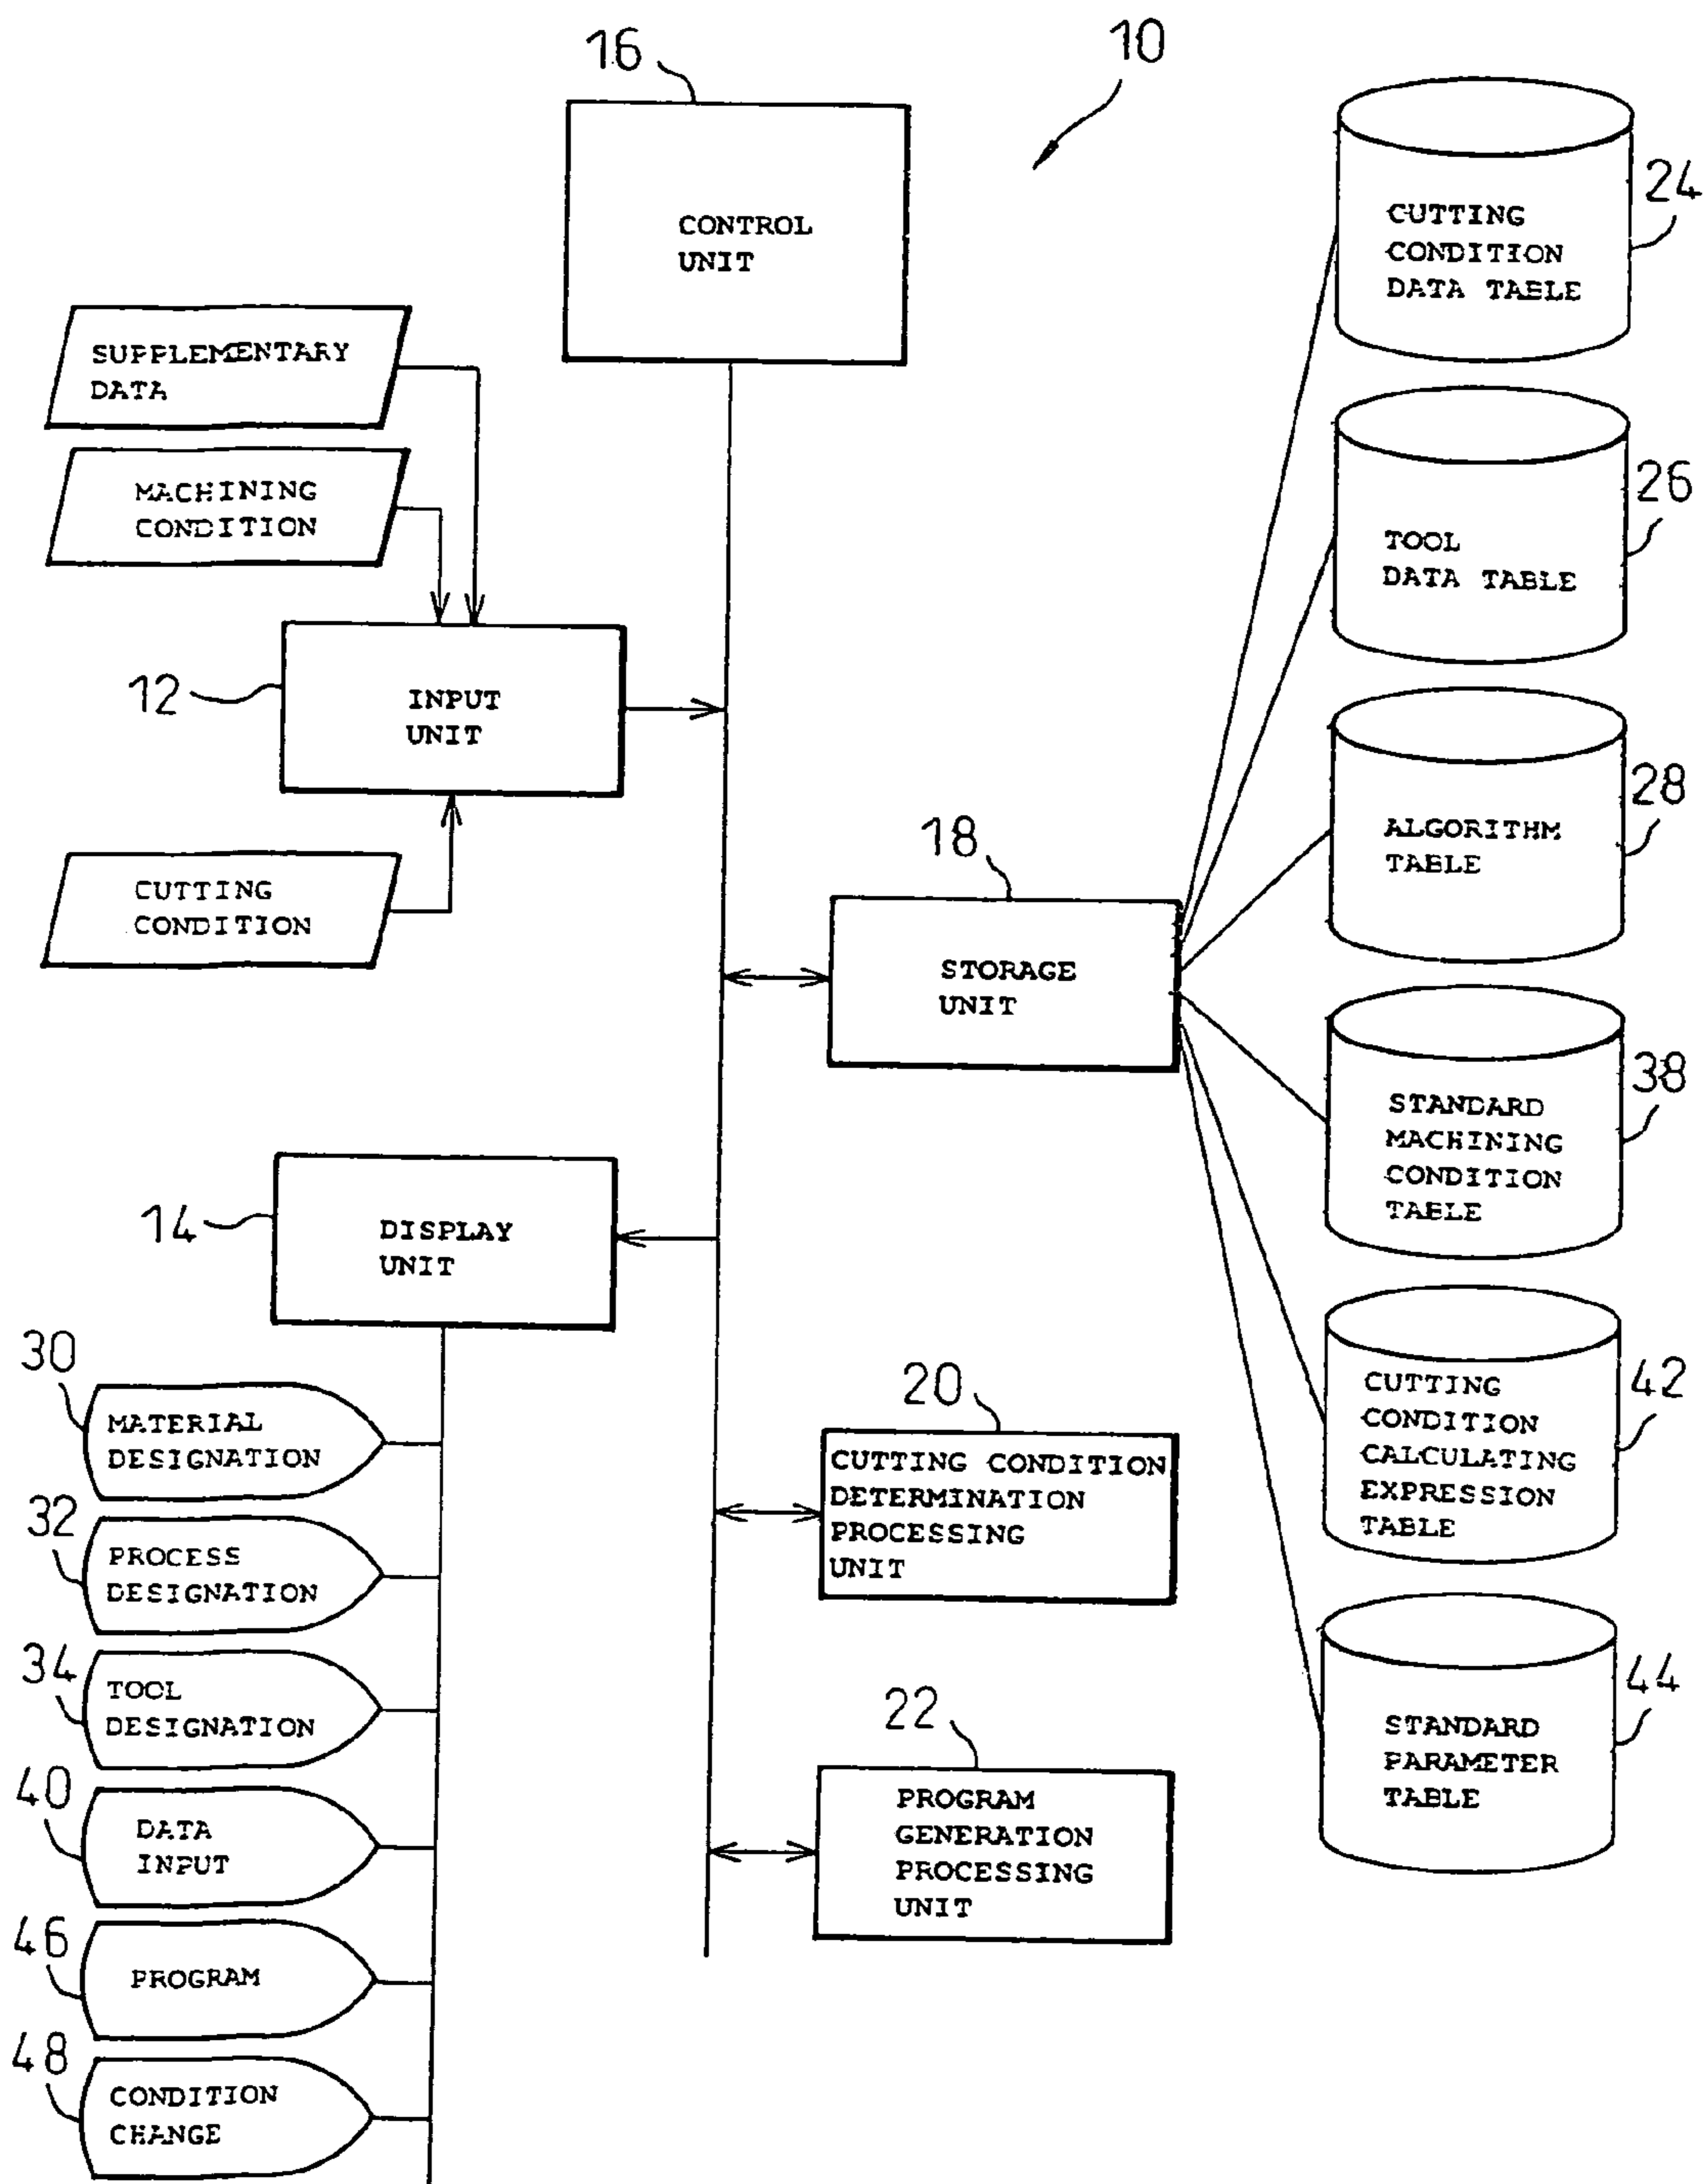 16
10
CONTROL
UNIT
24
CUTTING
CONDITION
DATA TABLE
SUPPLEMENTARY
DATA
MACHINING
CONDITION
26
TOOL
DATA TABLE
12
INPUT
UNIT
28
ALGORITHM
TABLE
CUTTING
CONDITION
18
STORAGE
UNIT
38
STANDARD
MACHINING
CONDITION
TABLE
14
DISPLAY
UNIT
30
MATERIAL
DESIGNATION
20
CUTTING CONDITION
DETERMINATION
PROCESSING
UNIT
42
CUTTING
CONDITION
CALCULATING
EXPRESSION
TABLE
32
PROCESS
DESIGNATION
34
TOOL
DESIGNATION
22
PROGRAM
GENERATION
PROCESSING
UNIT
44
STANDARD
PARAMETER
TABLE
40
DATA
INPUT
46
PROGRAM
48
CONDITION
CHANGE